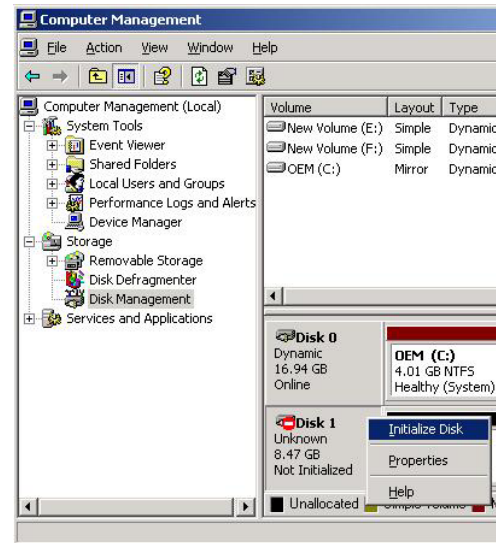 Computer Management
File Action View Window Help
Computer Management (Local)
System Tools
Event Viewer
Shared Folders
Local Users and Groups
Performance Logs and Alerts
Device Manager
Storage
Removable Storage
Disk Defragmenter
Disk Management
Services and Applications
Volume Layout Type
New Volume (E:) Simple Dynamic
New Volume (F:) Simple Dynamic
OEM (C:) Mirror Dynamic
Disk 0
Dynamic
16.94 GB
Online
OEM (C:)
4.01 GB NTFS
Healthy (System)
Disk 1
Unknown
8.47 GB
Not Initialized
Initialize Disk
Properties
Help
Unallocated